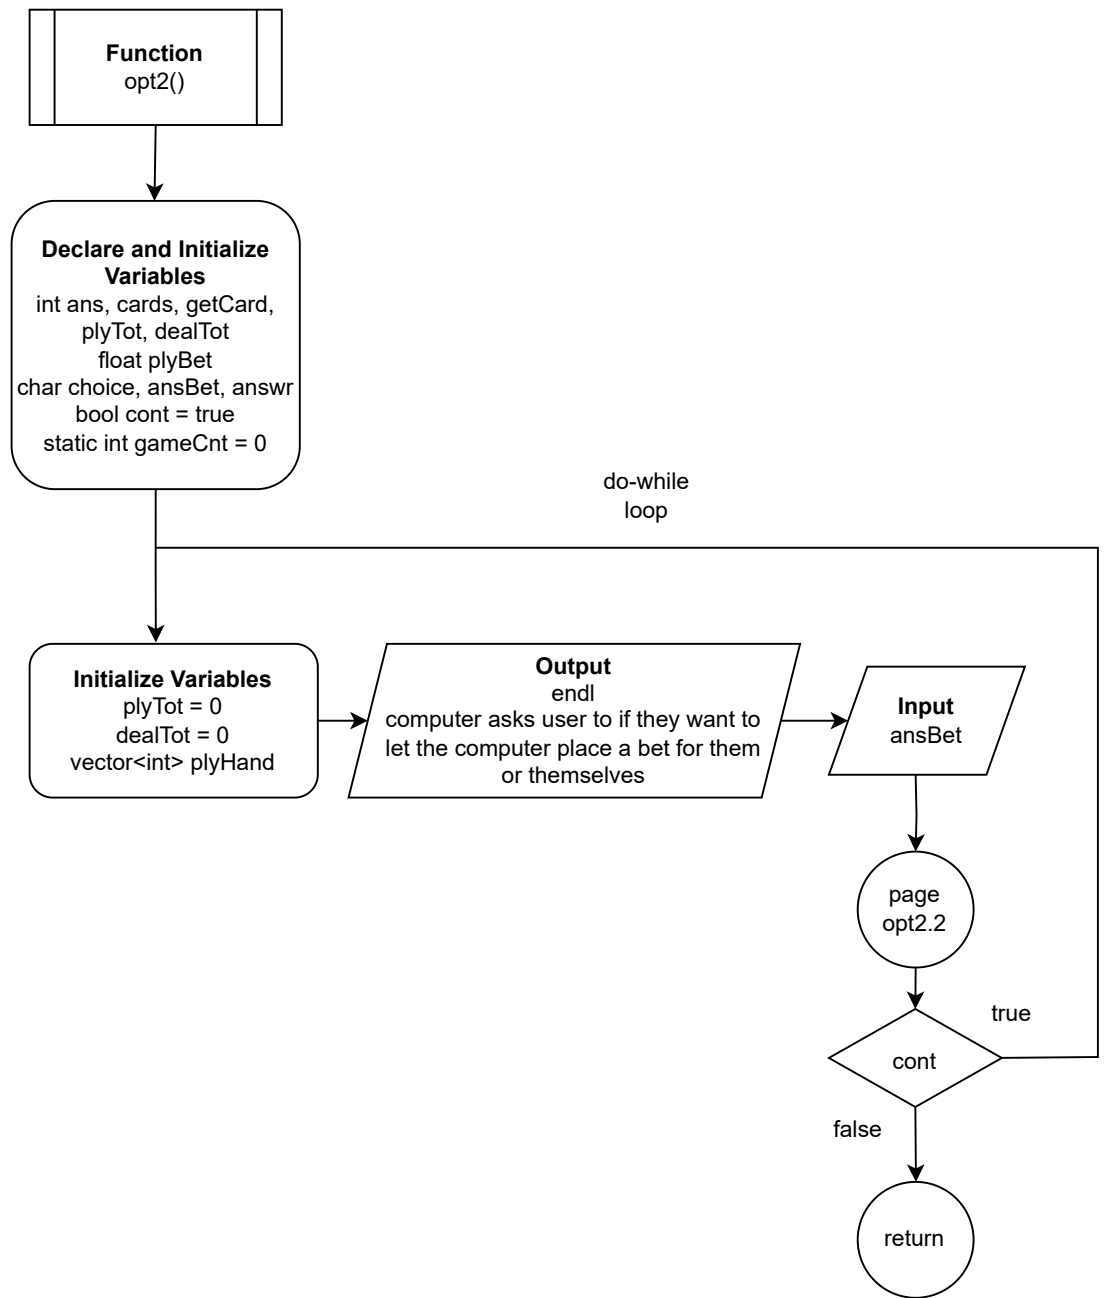 Function
opt2()
Declare and Initialize
Variables
int ans, cards, getCard,
plyTot, dealTot
float plyBet
char choice, ansBet, answr
bool cont = true
static int gameCnt = 0
do-while
loop
Initialize Variables
plyTot = 0
dealTot = 0
vector<int> plyHand
Output
endl
computer asks user to if they want to
let the computer place a bet for them
or themselves
Input
ansBet
page
opt2.2
true
cont
false
return